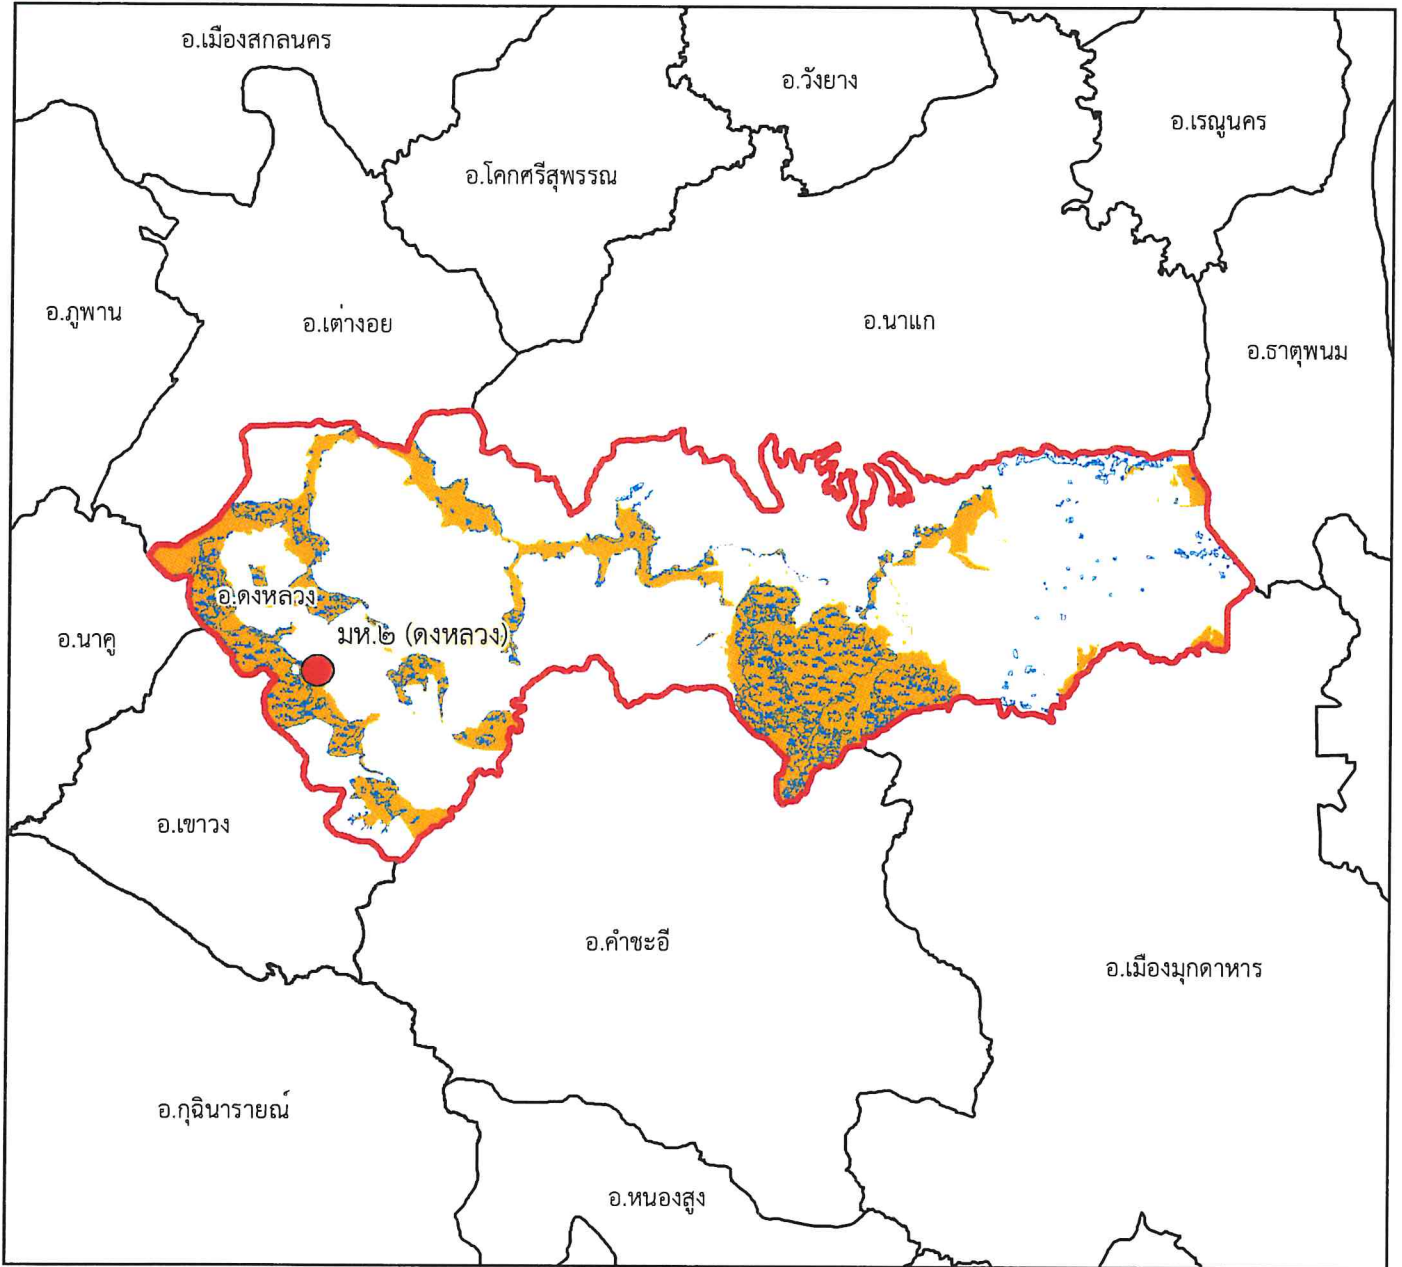 อ.เมืองสกลนคร
อ.วังยาง
อ.เรณูนคร
อ.โคกศรีสุพรรณ
อ.ภูพาน
อ.เต่างอย
อ.นาแก
อ.ธาตุพนม
อ.ดงหลวง
อ.นาคู
มห.๒ (ดงหลวง)
อ.เขาวง
อ.คำชะอี
อ.เมืองมุกดาหาร
อ.กุฉินารายณ์
อ.หนองสูง